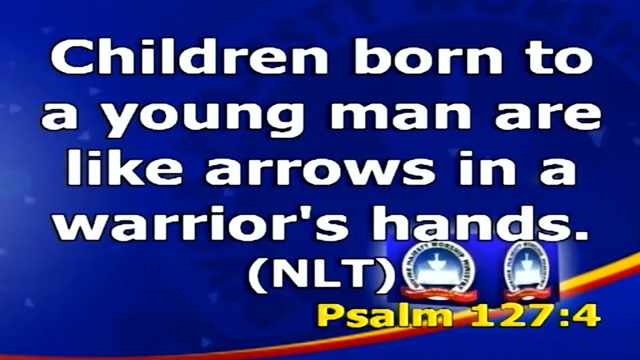 Children born to
a young man are
like arrows in a
warrior's hands.
(NLT)
Psalm 127:4